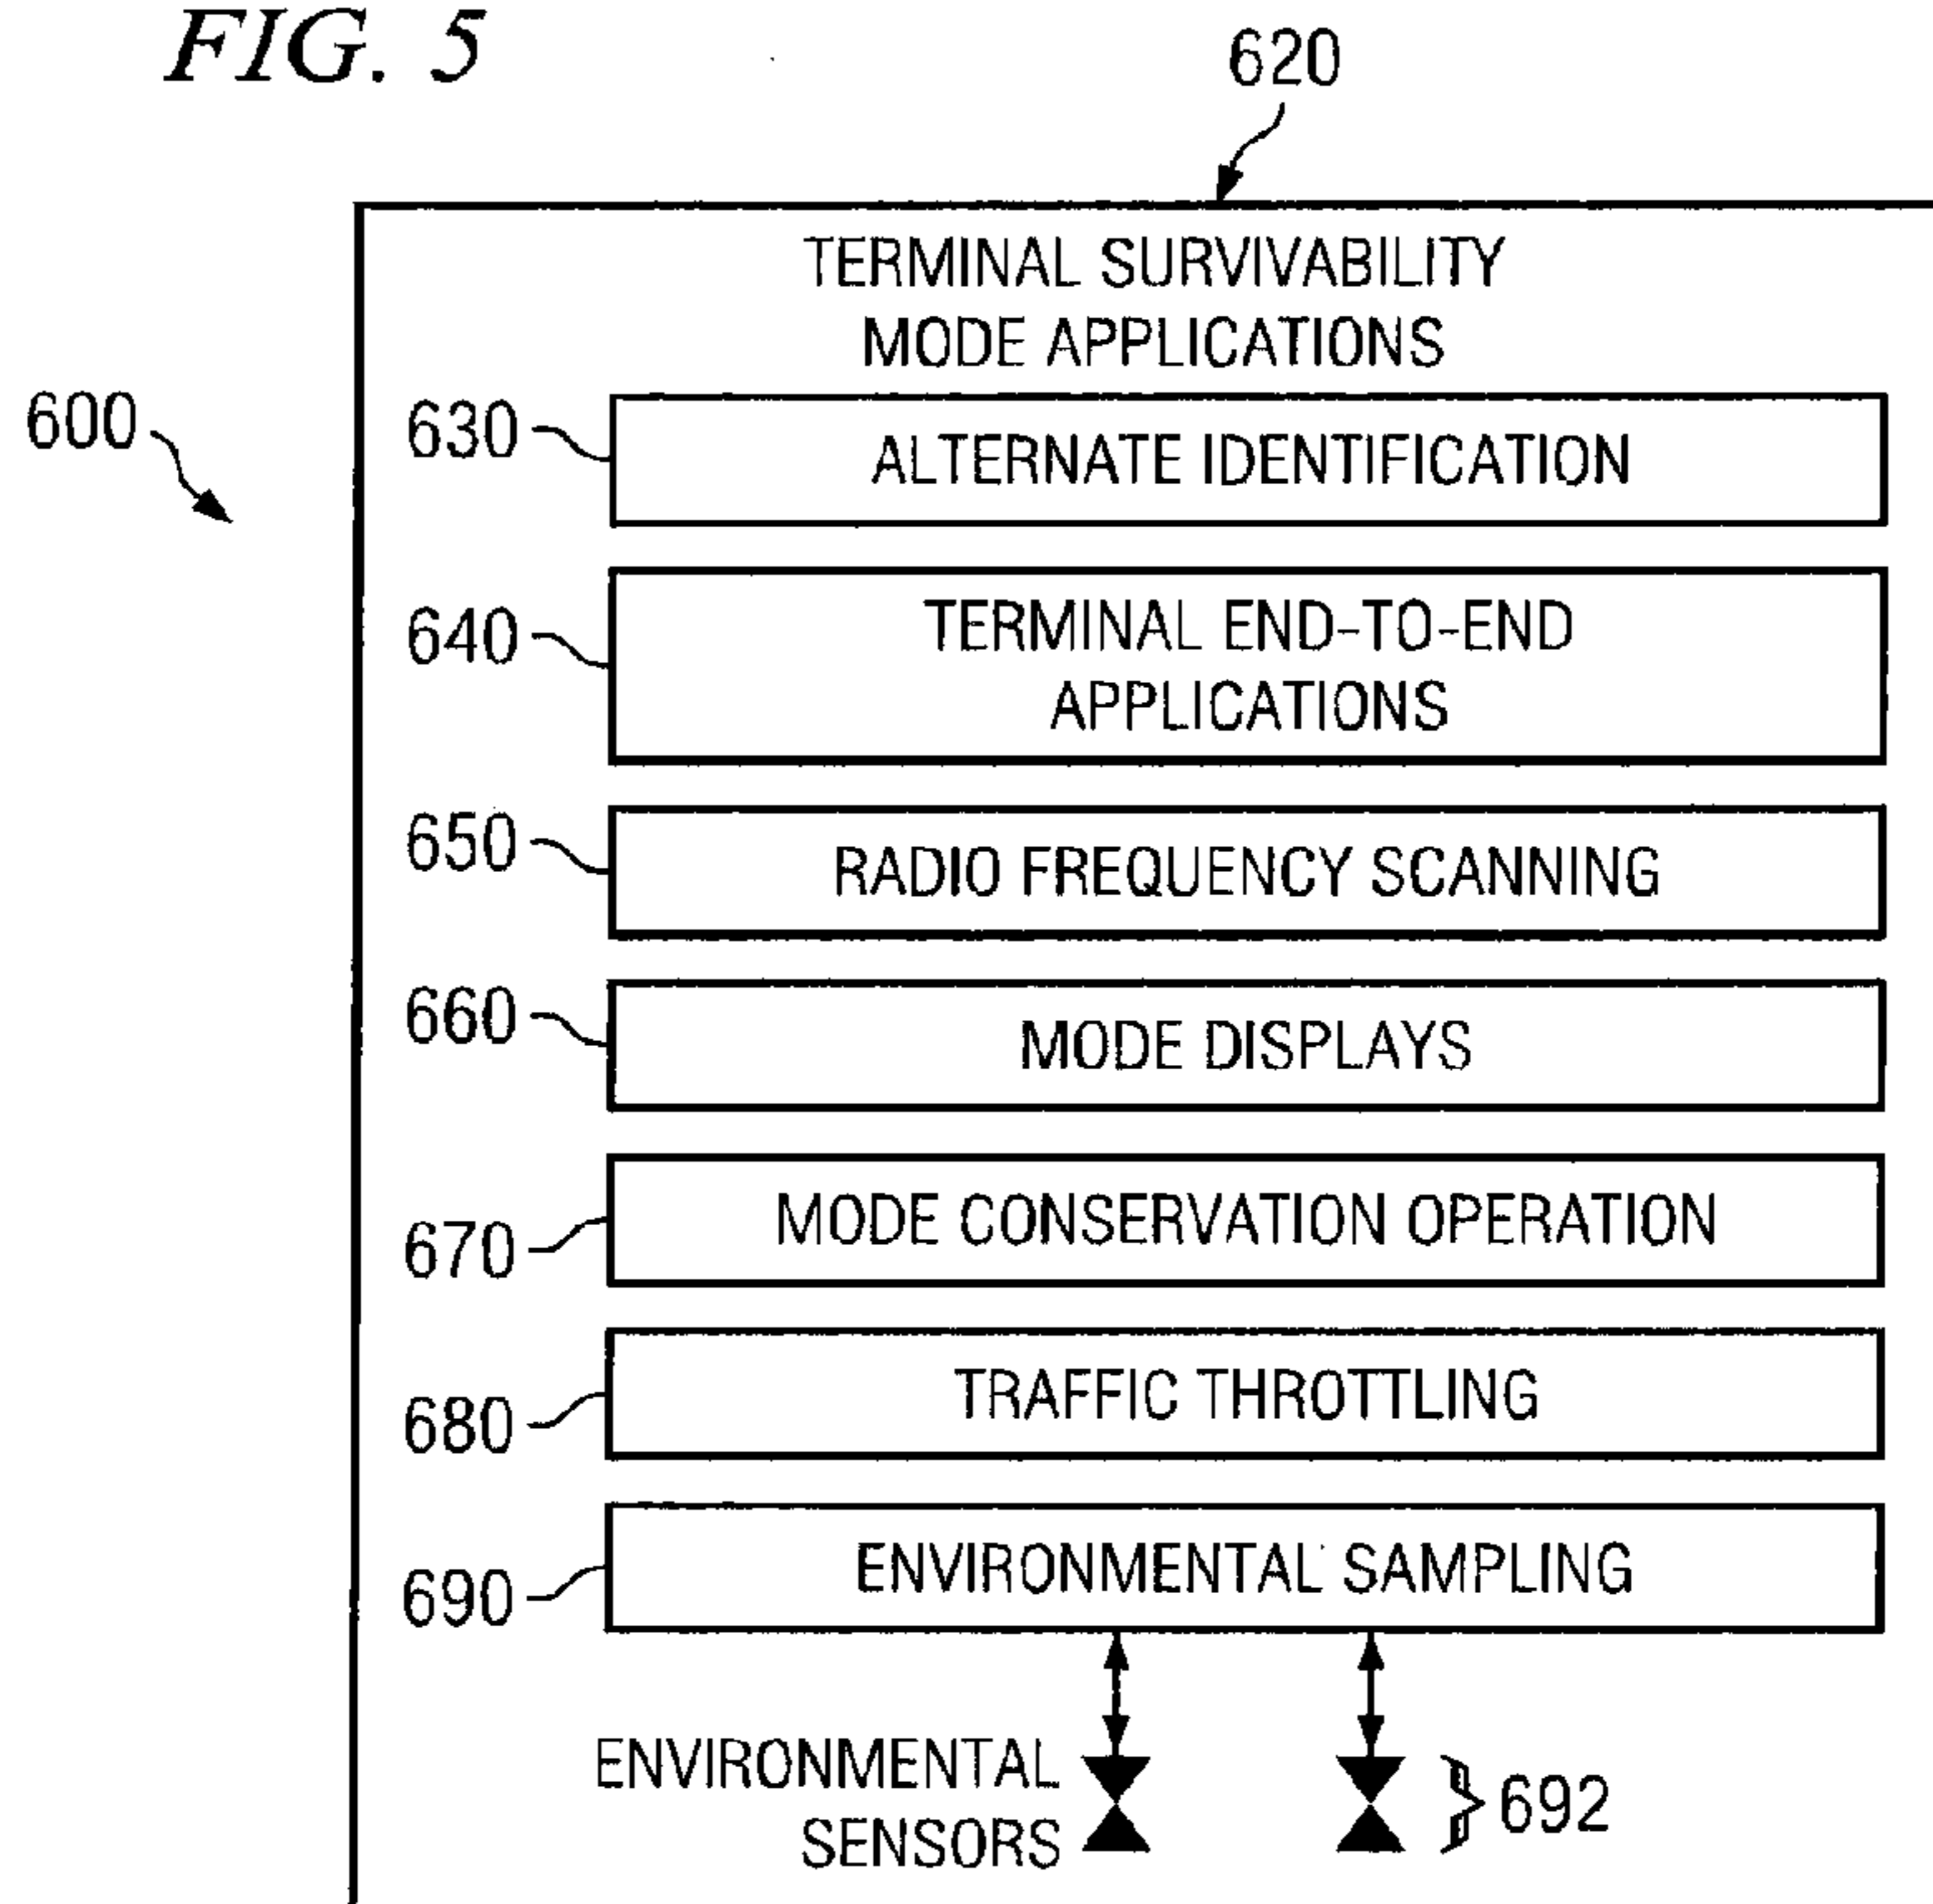 FIG. 5
620
TERMINAL SURVIVABILITY
MODE APPLICATIONS
600
630
ALTERNATE IDENTIFICATION
640
TERMINAL END-TO-END
APPLICATIONS
650
RADIO FREQUENCY SCANNING
660
MODE DISPLAYS
670
MODE CONSERVATION OPERATION
680
TRAFFIC THROTTLING
690
ENVIRONMENTAL SAMPLING
ENVIRONMENTAL
SENSORS
692